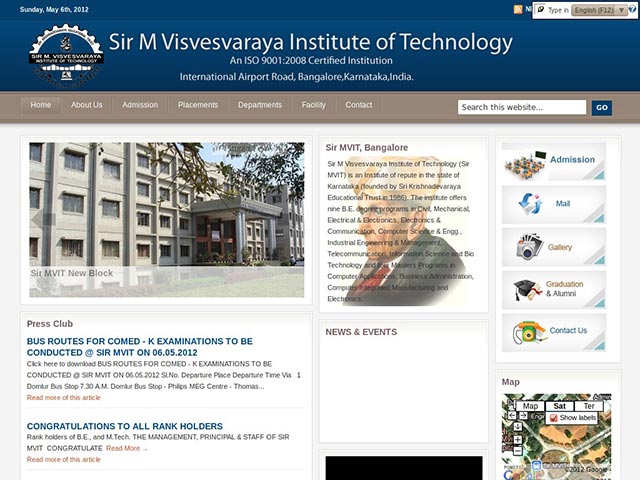 Sunday, May 6th, 2012
Type in English (F12)
SIR M. VISVESVARAYA
INSTITUTE OF TECHNOLOGY
Sir M Visvesvaraya Institute of Technology
An ISO 9001:2008 Certified Institution
International Airport Road, Bangalore,Karnataka,India.
Home About Us Admission Placements Departments Facility Contact
Search this website... GO
Sir MVIT New Block
Press Club
BUS ROUTES FOR COMED - K EXAMINATIONS TO BE
CONDUCTED @ SIR MVIT ON 06.05.2012
Click here to download BUS ROUTES FOR COMED - K EXAMINATIONS TO BE
CONDUCTED @ SIR MVIT ON 06.05.2012 Sl.No. Departure Place Departure Time Via 1
Domlur Bus Stop 7.30 A.M. Domlur Bus Stop - Philips MEG Centre - Thomas...
Read more of this article
CONGRATULATIONS TO ALL RANK HOLDERS
Rank holders of B.E., and M.Tech. THE MANAGEMENT, PRINCIPAL & STAFF OF SIR
MVIT CONGRATULATE Read More →
Read more of this article
Sir MVIT, Bangalore
Sir M Visvesvaraya Institute of Technology (Sir
MVIT) is an Institute of repute in the state of
Karnataka (founded by Sri Krishnadevaraya
Educational Trust in 1986). The institute offers
nine B.E. degree programs in Civil, Mechanical,
Electrical & Electronics, Electronics &
Communication, Computer Science & Engg.,
Industrial Engineering & Management,
Telecommunication, Information Science and Bio
Technology and four Masters Programs in
Computer Applications, Business Administration,
Computer Integrated Manufacturing and
Electronics.
NEWS & EVENTS
Admission
Mail
Gallery
Graduation
& Alumni
Contact Us
Map
Map Sat Ter
Show labels
Sir MVIT
POWERED
©2012 Google -